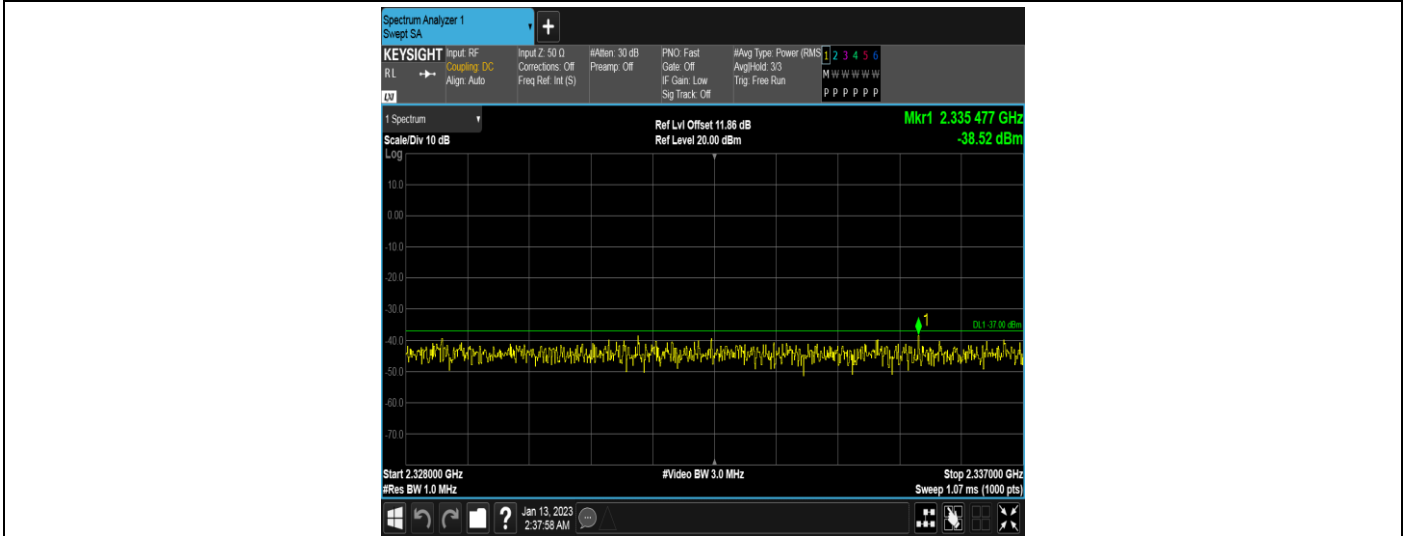 Spectrum Analyzer 1
Swept SA
+
KEYSIGHT Input: RF Input Z: 50 Ω #Atten: 30 dB PNO: Fast #Avg Type: Power (RMS 1 2 3 4 5 6
RL Coupling: DC Corrections: Off Preamp: Off Gate: Off Avg|Hold: 3/3 M W W W W W
Align: Auto Freq Ref: Int (S) IF Gain: Low Trig: Free Run
LXI Sig Track: Off P P P P P P
1 Spectrum Ref Lvl Offset 11.86 dB Mkr1 2.335 477 GHz
Scale/Div 10 dB Ref Level 20.00 dBm -38.52 dBm
Log
10.0
0.00
-10.0
-20.0
-30.0
1
DL1 -37.00 dBm
-40.0
-50.0
-60.0
-70.0
Start 2.328000 GHz #Video BW 3.0 MHz Stop 2.337000 GHz
#Res BW 1.0 MHz Sweep 1.07 ms (1000 pts)
? Jan 13, 2023
2:37:58 AM